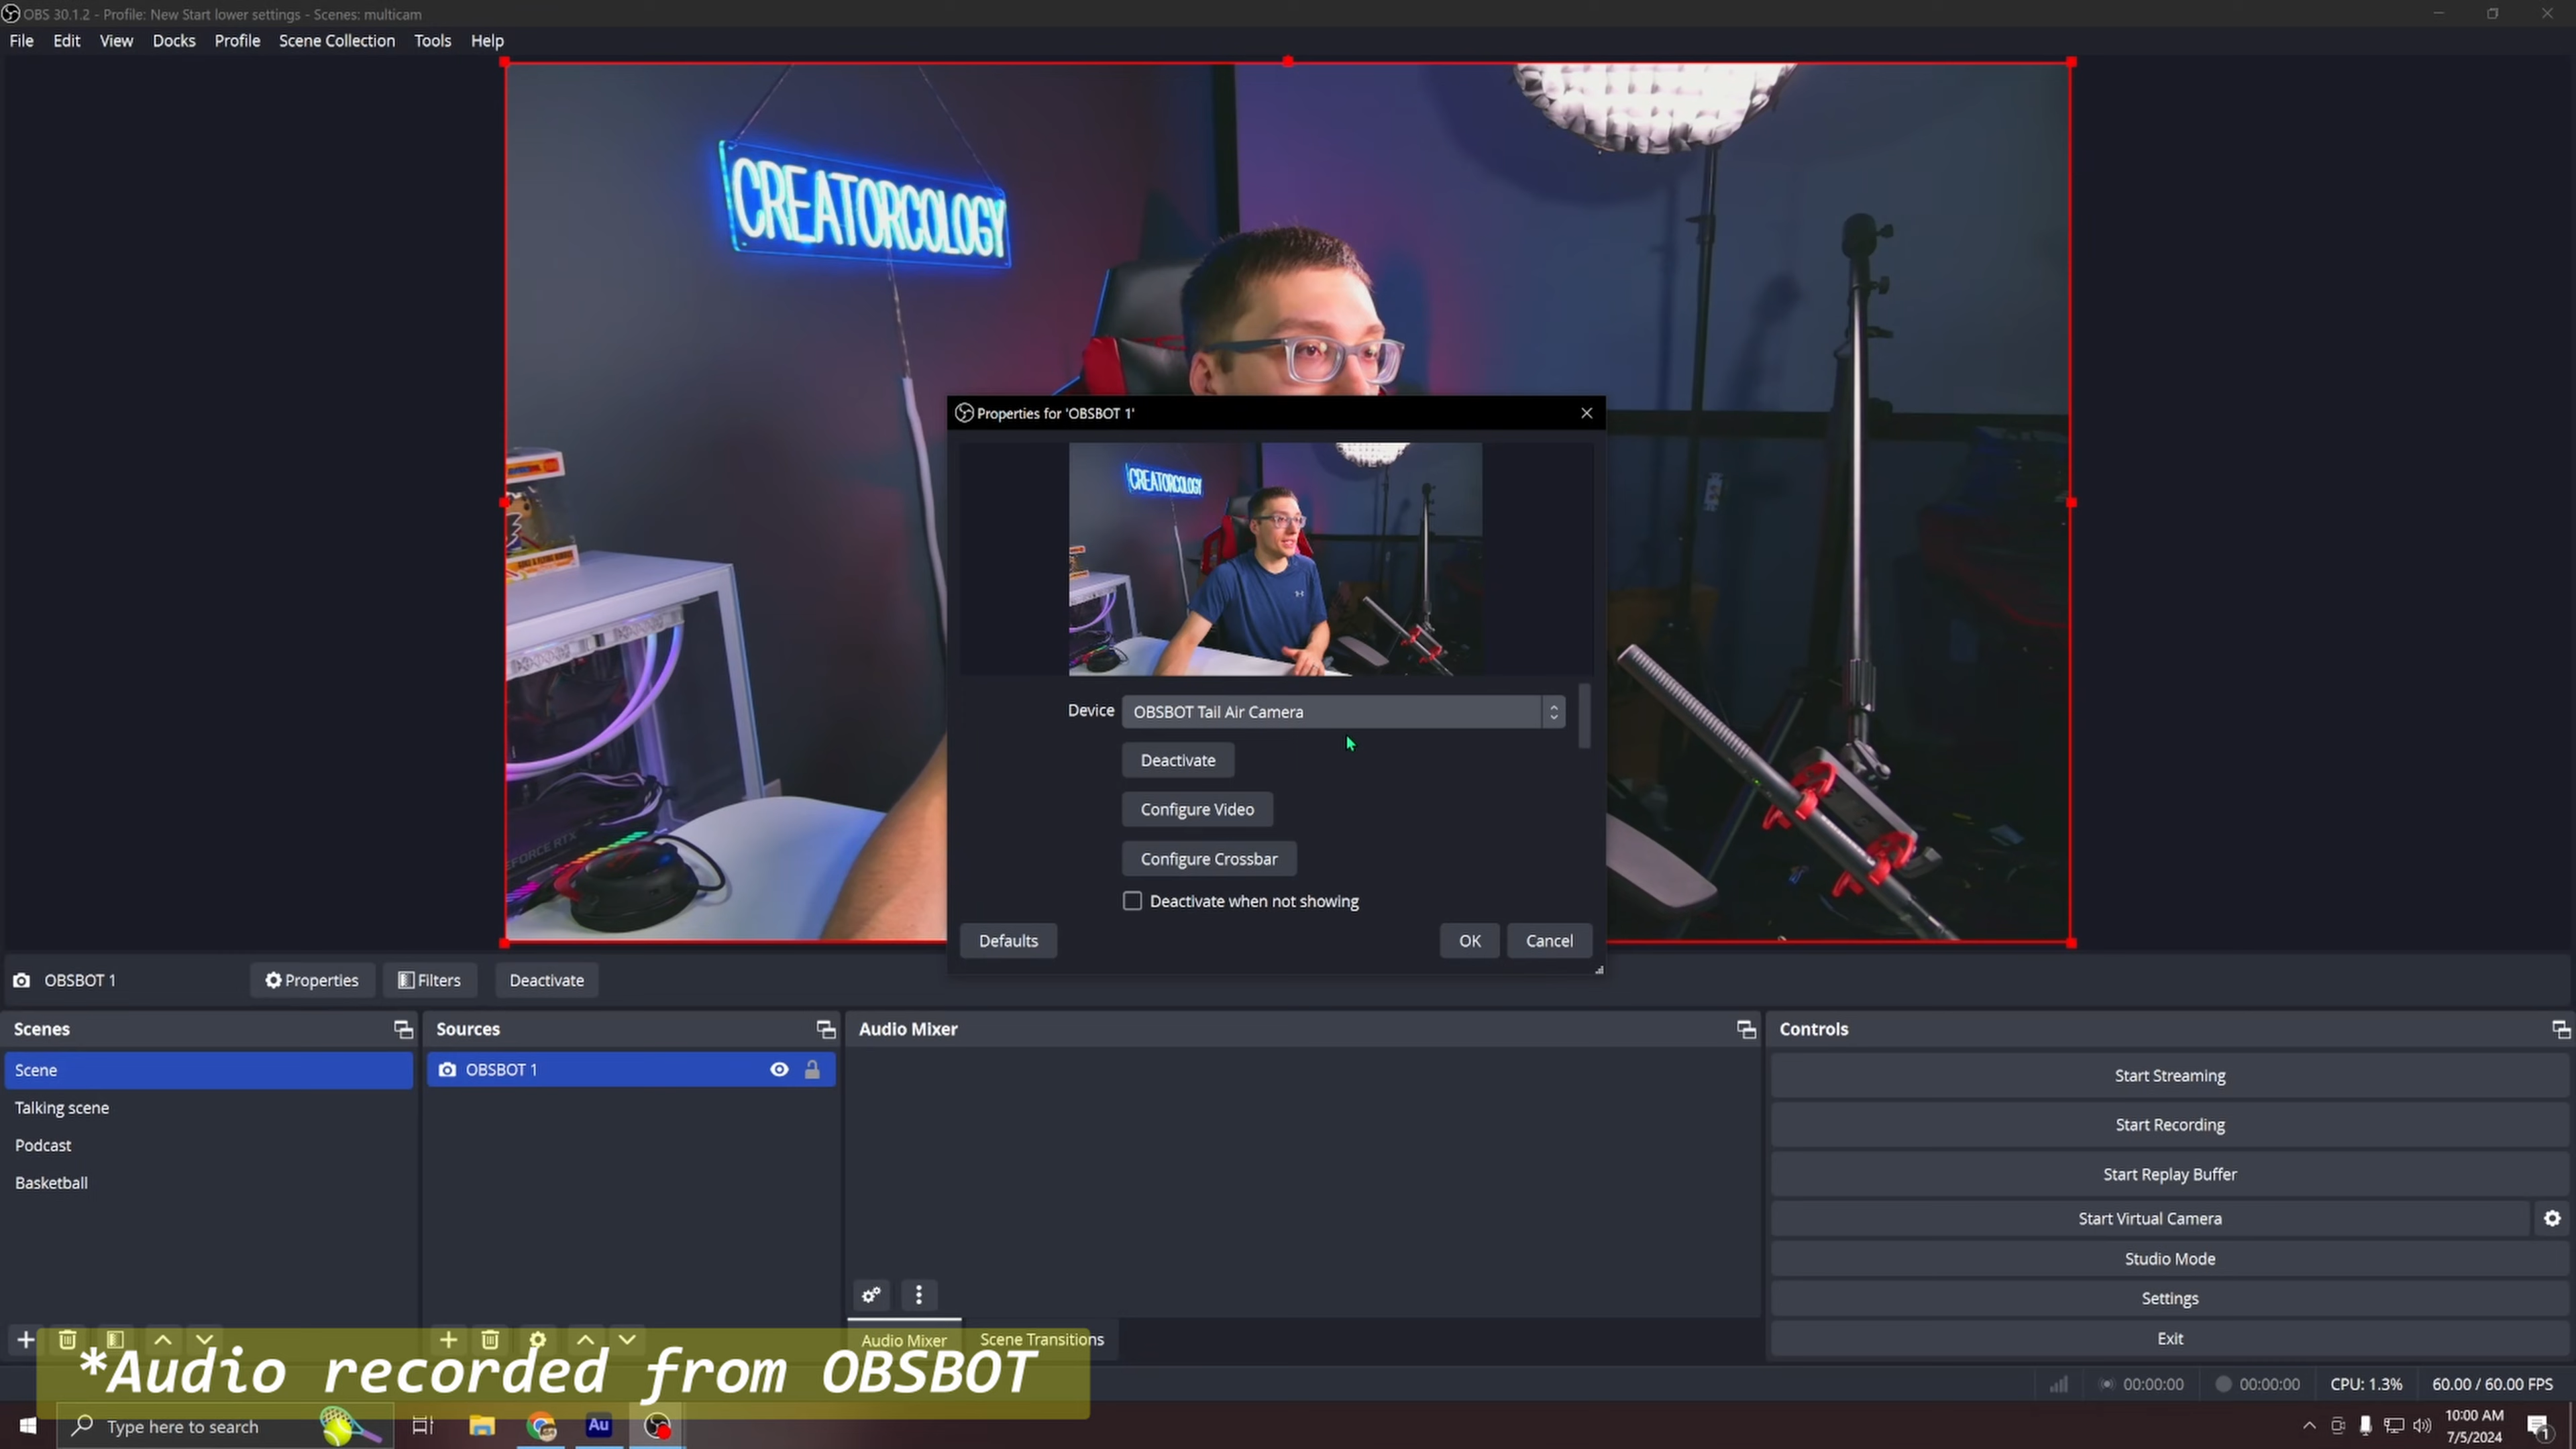 OBS 30.1.2 - Profile: New Start lower settings - Scenes: multicam
File Edit View Docks Profile Scene Collection Tools Help
CREATORCOLOGY
Properties for 'OBSBOT 1'
CREATORCOLOGY
Device OBSBOT Tail Air Camera
Deactivate
Configure Video
Configure Crossbar
Deactivate when not showing
Defaults OK Cancel
OBSBOT 1 Properties Filters Deactivate
Scenes
Scene
Talking scene
Podcast
Basketball
Sources
OBSBOT 1
Audio Mixer
Audio Mixer Scene Transitions
Controls
Start Streaming
Start Recording
Start Replay Buffer
Start Virtual Camera
Studio Mode
Settings
Exit
*Audio recorded from OBSBOT
00:00:00 00:00:00 CPU: 1.3% 60.00 / 60.00 FPS
Type here to search
Au
10:00 AM
7/5/2024
1